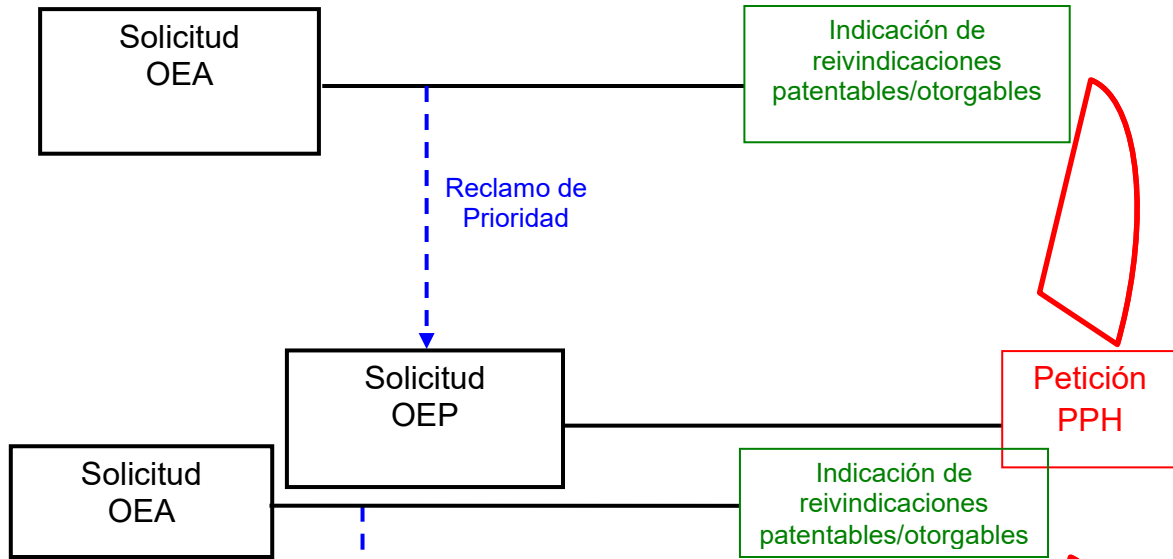 Solicitud
OEA
Indicación de
reivindicaciones
patentables/otorgables
Reclamo de
Prioridad
Solicitud
OEP
Petición
PPH
Solicitud
OEA
Indicación de
reivindicaciones
patentables/otorgables